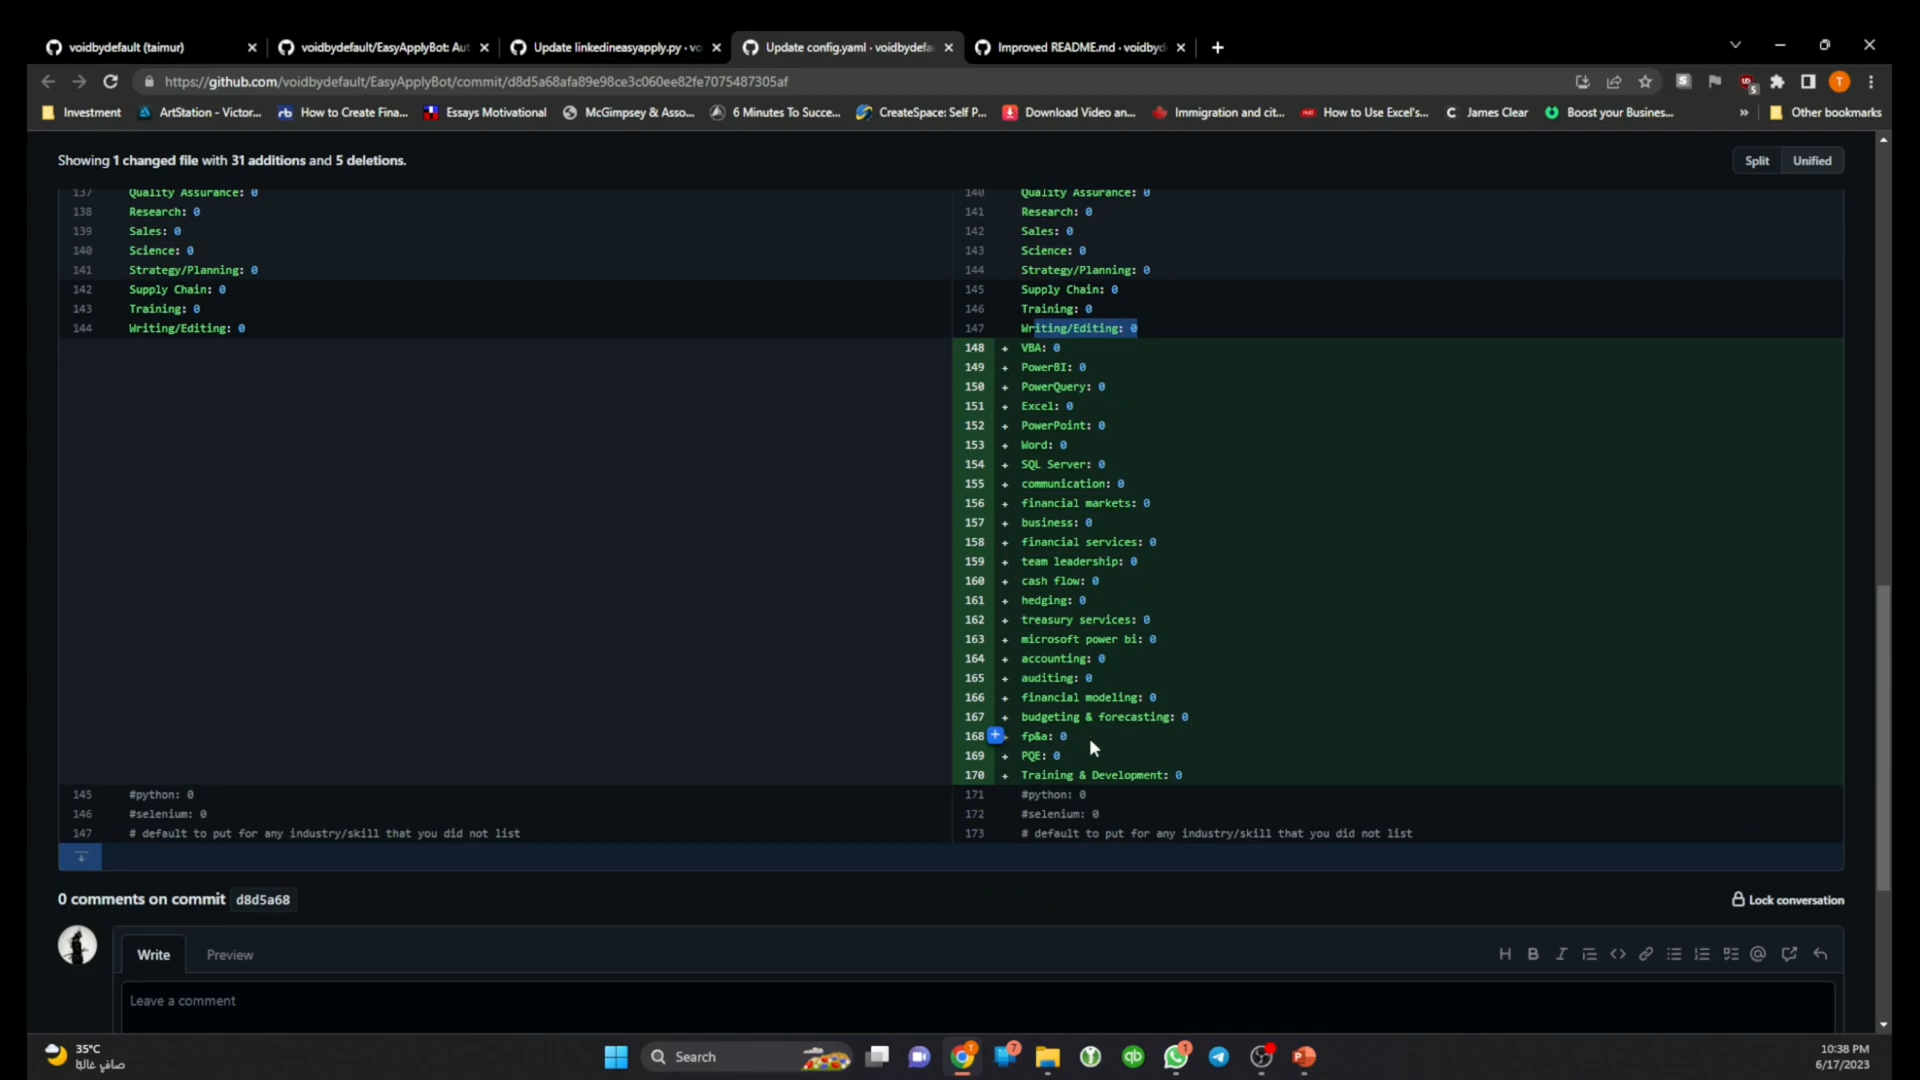 voidbydefault (taimur)
voidbydefault/EasyApplyBot: Aut
Update linkedineasyapply.py · vo
Update config.yaml · voidbydefa
Improved README.md · voidbyd
https://github.com/voidbydefault/EasyApplyBot/commit/d8d5a68afa89e98ce3c060ee82fe7075487305af
Investment
ArtStation - Victor...
How to Create Fina...
Essays Motivational
McGimpsey & Asso...
6 Minutes To Succe...
CreateSpace: Self P...
Download Video an...
Immigration and cit...
How to Use Excel's...
James Clear
Boost your Busines...
»
Other bookmarks
Showing 1 changed file with 31 additions and 5 deletions.
Split Unified
137 Quality Assurance: 0
138 Research: 0
139 Sales: 0
140 Science: 0
141 Strategy/Planning: 0
142 Supply Chain: 0
143 Training: 0
144 Writing/Editing: 0
140 Quality Assurance: 0
141 Research: 0
142 Sales: 0
143 Science: 0
144 Strategy/Planning: 0
145 Supply Chain: 0
146 Training: 0
147 Writing/Editing: 0
148 + VBA: 0
149 + PowerBI: 0
150 + PowerQuery: 0
151 + Excel: 0
152 + PowerPoint: 0
153 + Word: 0
154 + SQL Server: 0
155 + communication: 0
156 + financial markets: 0
157 + business: 0
158 + financial services: 0
159 + team leadership: 0
160 + cash flow: 0
161 + hedging: 0
162 + treasury services: 0
163 + microsoft power bi: 0
164 + accounting: 0
165 + auditing: 0
166 + financial modeling: 0
167 + budgeting & forecasting: 0
168 + fp&a: 0
169 + PQE: 0
170 + Training & Development: 0
145 #python: 0
146 #selenium: 0
147 # default to put for any industry/skill that you did not list
171 #python: 0
172 #selenium: 0
173 # default to put for any industry/skill that you did not list
0 comments on commit d8d5a68
Lock conversation
Write Preview
Leave a comment
35°C
صافٍ غالبًا
Search
10:38 PM
6/17/2023